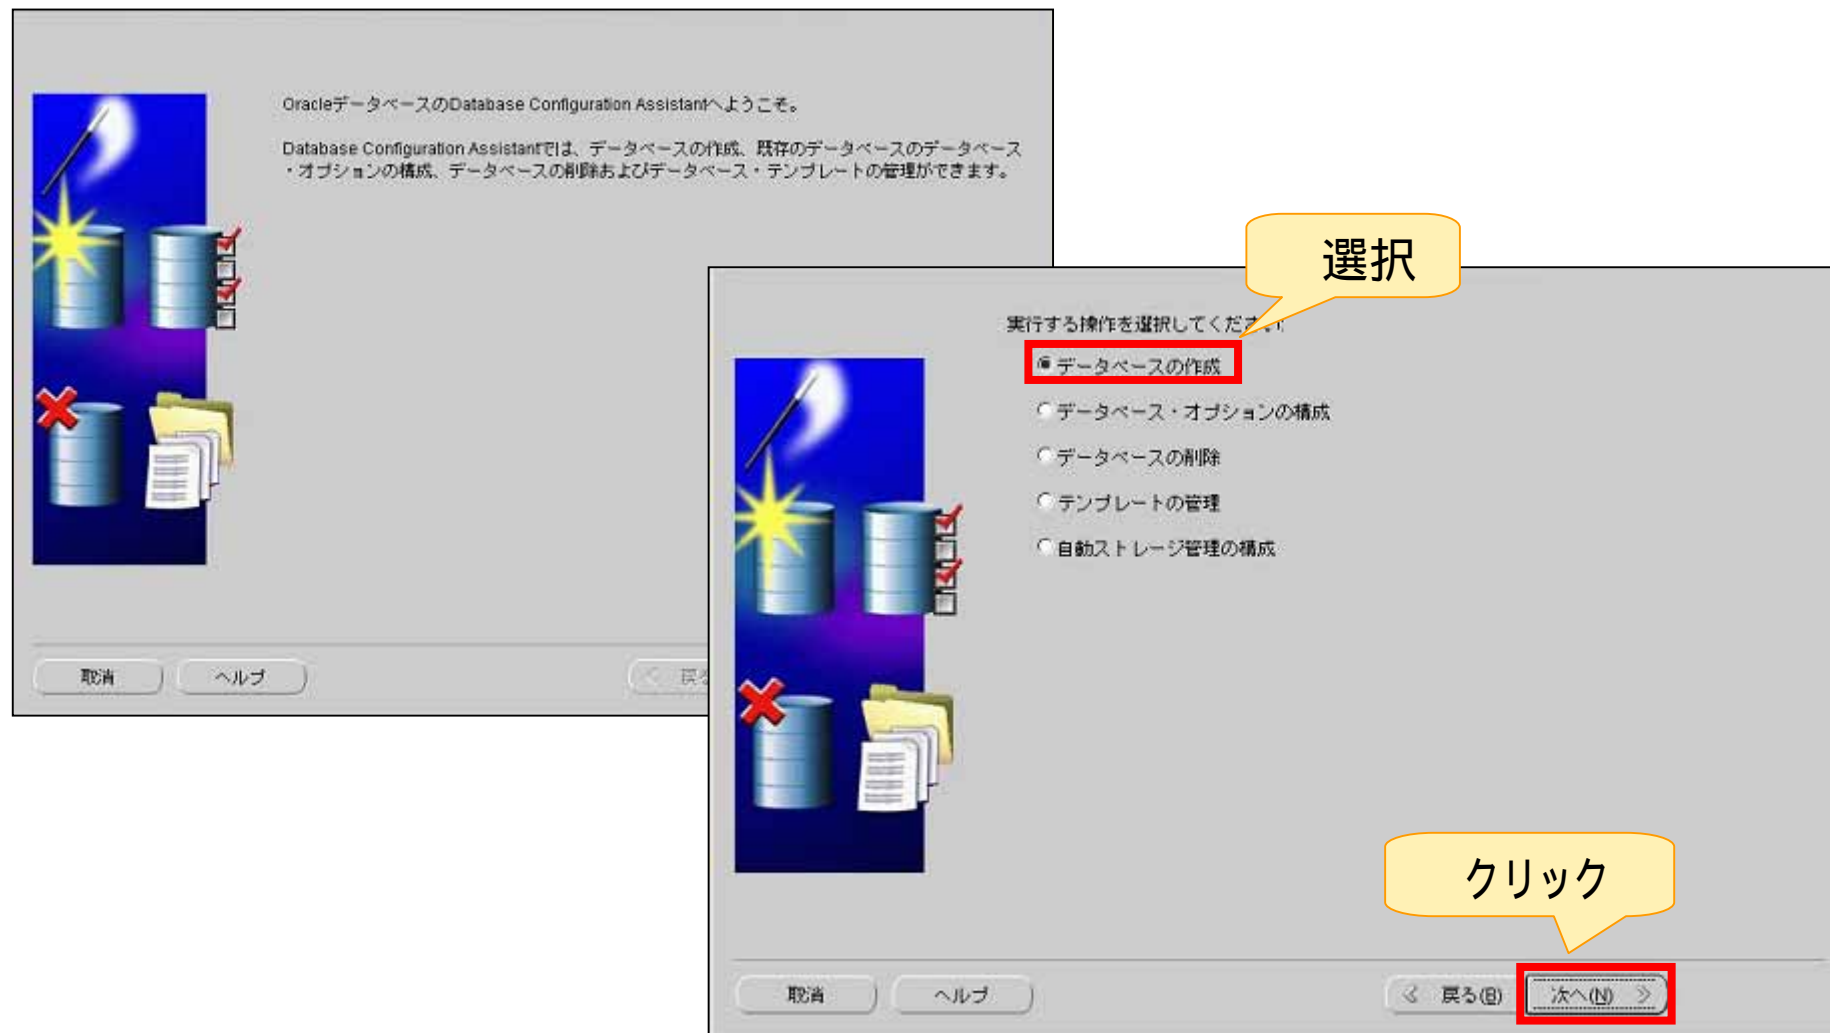 OracleデータベースのDatabase Configuration Assistantへようこそ。
Database Configuration Assistantでは、データベースの作成、既存のデータベースのデータベース
・オプションの構成、データベースの削除およびデータベース・テンプレートの管理ができます。
取消
ヘルプ
選択
実行する操作を選択してくださ
データベースの作成
データベース・オプションの構成
データベースの削除
テンプレートの管理
自動ストレージ管理の構成
クリック
取消
ヘルプ
戻る(B)
次へ(N)